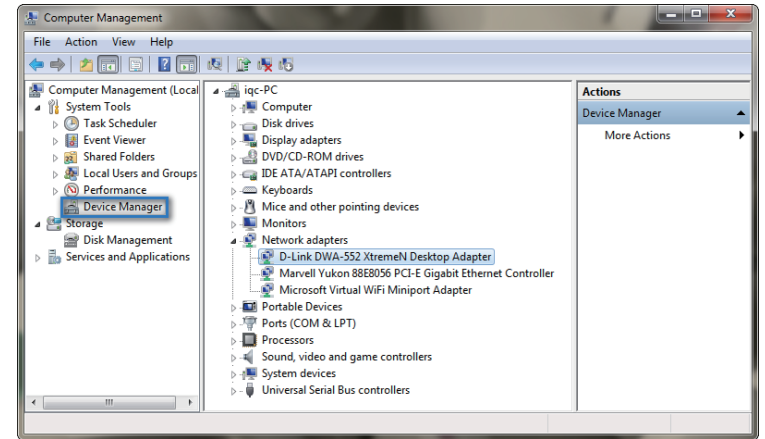 Computer Management
File Action View Help
Computer Management (Local
System Tools
Task Scheduler
Event Viewer
Shared Folders
Local Users and Groups
Performance
Device Manager
Storage
Disk Management
Services and Applications
iqc-PC
Computer
Disk drives
Display adapters
DVD/CD-ROM drives
IDE ATA/ATAPI controllers
Keyboards
Mice and other pointing devices
Monitors
Network adapters
D-Link DWA-552 XtremeN Desktop Adapter
Marvell Yukon 88E8056 PCI-E Gigabit Ethernet Controller
Microsoft Virtual WiFi Miniport Adapter
Portable Devices
Ports (COM & LPT)
Processors
Sound, video and game controllers
System devices
Universal Serial Bus controllers
Actions
Device Manager
More Actions